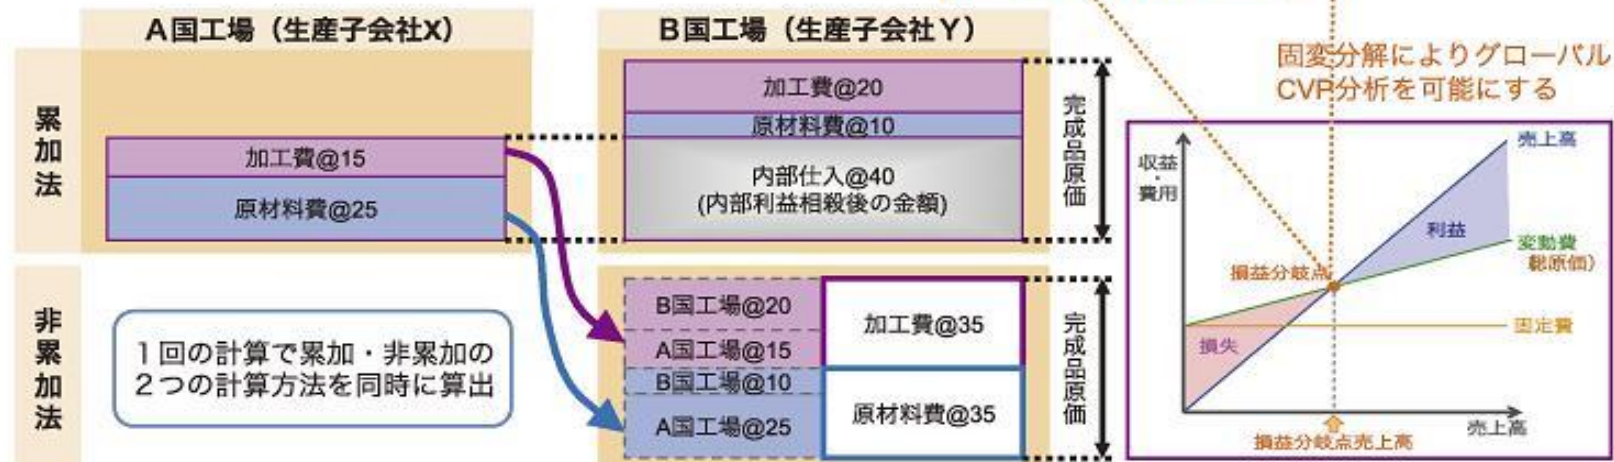 A国工場（生産子会社X）
B国工場（生産子会社Y）
累加法
加工費@15
原材料費@25
加工費@20
原材料費@10
内部仕入@40
(内部利益相殺後の金額)
完成品原価
非累加法
1回の計算で累加・非累加の
2つの計算方法を同時に算出
B国工場@20
A国工場@15
B国工場@10
A国工場@25
加工費@35
原材料費@35
完成品原価
固変分解によりグローバル
CVP分析を可能にする
収益
・
費用
売上高
利益
変動費
総原価）
損益分岐点
固定費
損失
売上高
損益分岐点売上高